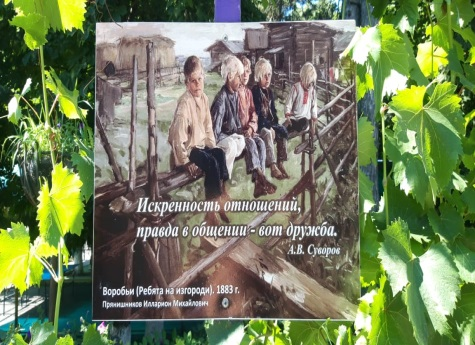 Искренность отношений,
правда в общении - вот дружба.
А.В. Суворов
Воробьи (Ребята на изгороди). 1883 г.
Прянишников Илларион Михайлович